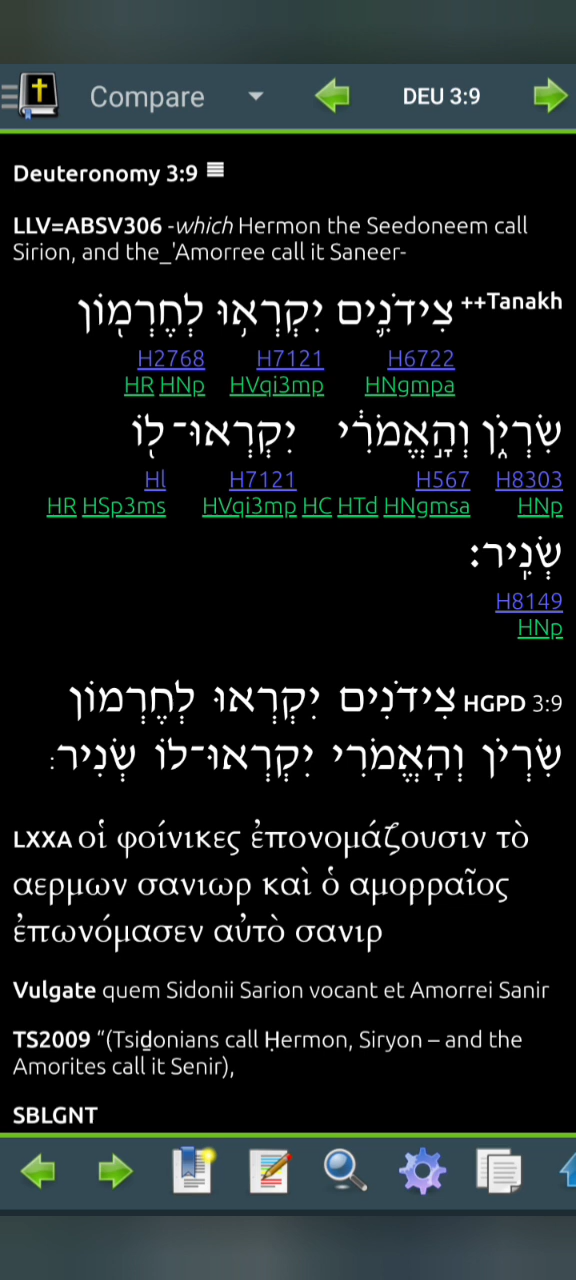 Compare
DEU 3:9
Deuteronomy 3:9
LLV=ABSV306 -which Hermon the Seedoneem call
Sirion, and the_'Amorree call it Saneer-
++Tanakh צִידֹנִ֛ים יִקְרְא֥וּ לְחֶרְמ֖וֹן
H2768 H7121 H6722
HR HNp HVqi3mp HNgmpa
שִׂרְיֹ֑ן וְהָ֣אֱמֹרִ֔י יִקְרְאוּ־ ל֖וֹ
Hl H7121 H567 H8303
HR HSp3ms HVqi3mp HC HTd HNgmsa HNp
שְׂנִֽיר׃
H8149
HNp
HGPD 3:9 צִידֹנִים יִקְרְאוּ לְחֶרְמוֹן
שִׂרְיֹן וְהָאֱמֹרִי יִקְרְאוּ־לוֹ שְׂנִיר׃
LXXA οἱ φοίνικες ἐπονομάζουσιν τὸ
αερμων σανιωρ καὶ ὁ αμορραῖος
ἐπωνόμασεν αὐτὸ σανιρ
Vulgate quem Sidonii Sarion vocant et Amorrei Sanir
TS2009 “(Tsiḏonians call Ḥermon, Siryon – and the
Amorites call it Senir),
SBLGNT